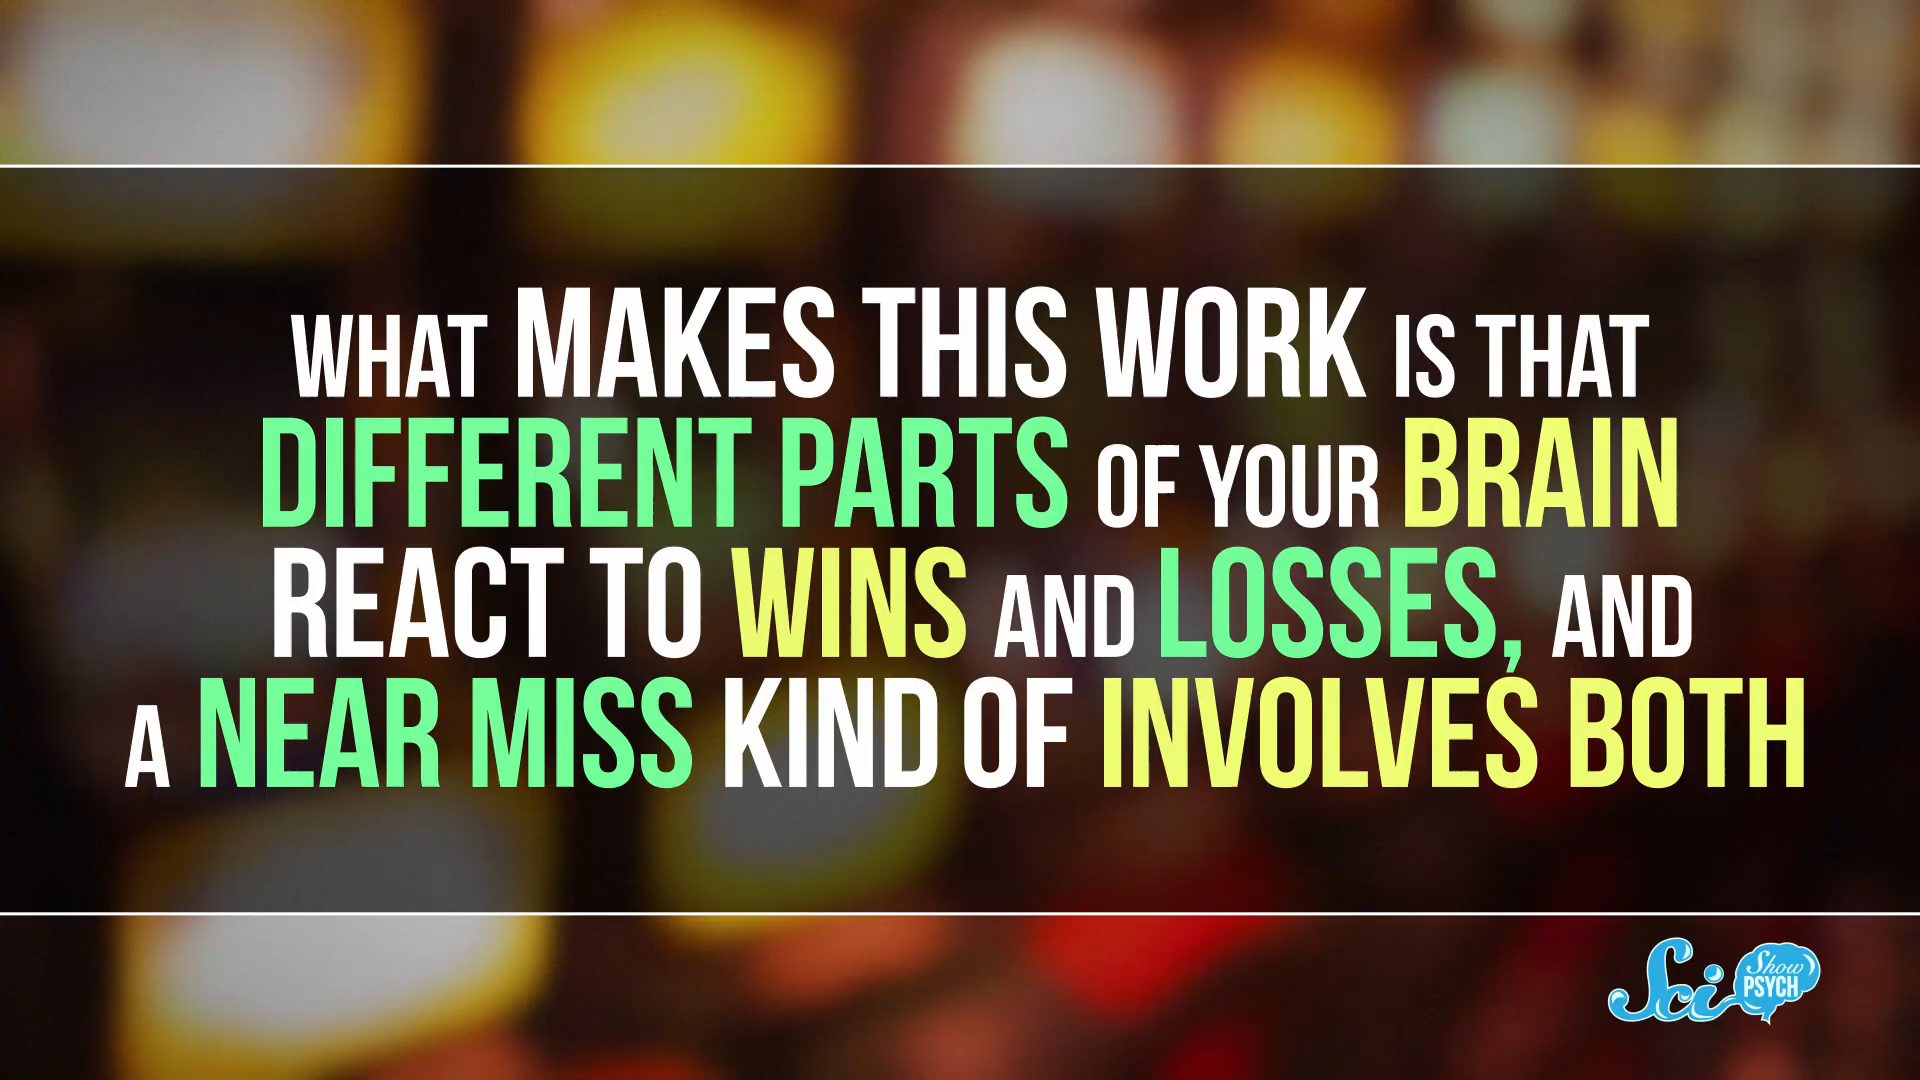 WHAT MAKES THIS WORK IS THAT
DIFFERENT PARTS OF YOUR BRAIN
REACT TO WINS AND LOSSES, AND
A NEAR MISS KIND OF INVOLVES BOTH
Sci Show
PSYCH